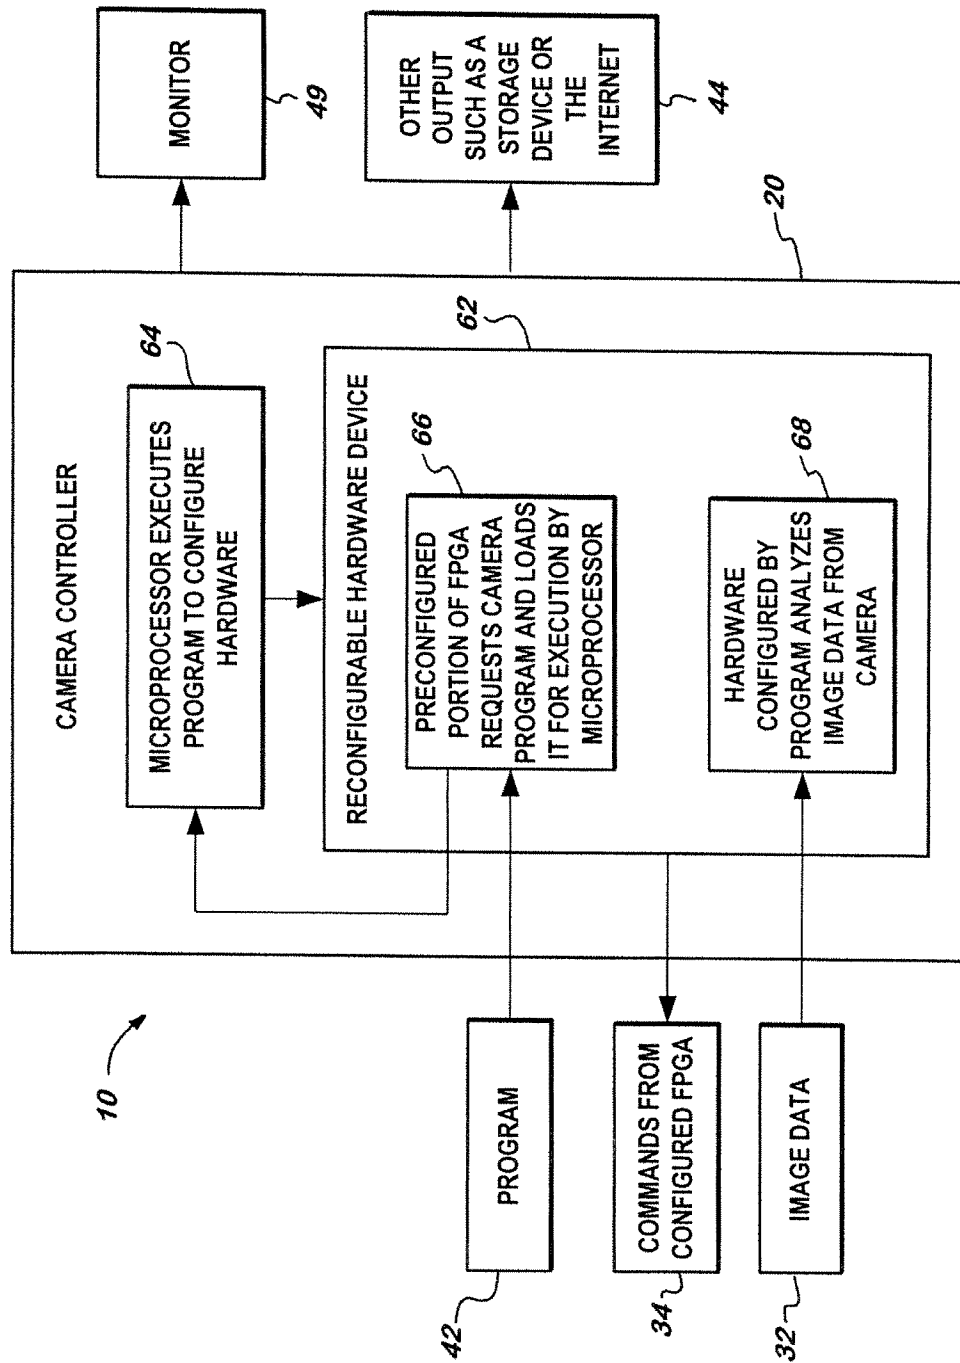 10
CAMERA CONTROLLER
20
MICROPROCESSOR EXECUTES
PROGRAM TO CONFIGURE
HARDWARE
64
RECONFIGURABLE HARDWARE DEVICE
62
PRECONFIGURED
PORTION OF FPGA
REQUESTS CAMERA
PROGRAM AND LOADS
IT FOR EXECUTION BY
MICROPROCESSOR
66
HARDWARE
CONFIGURED BY
PROGRAM ANALYZES
IMAGE DATA FROM
CAMERA
68
PROGRAM
42
COMMANDS FROM
CONFIGURED FPGA
34
IMAGE DATA
32
MONITOR
49
OTHER
OUTPUT
SUCH AS A
STORAGE
DEVICE OR
THE
INTERNET
44